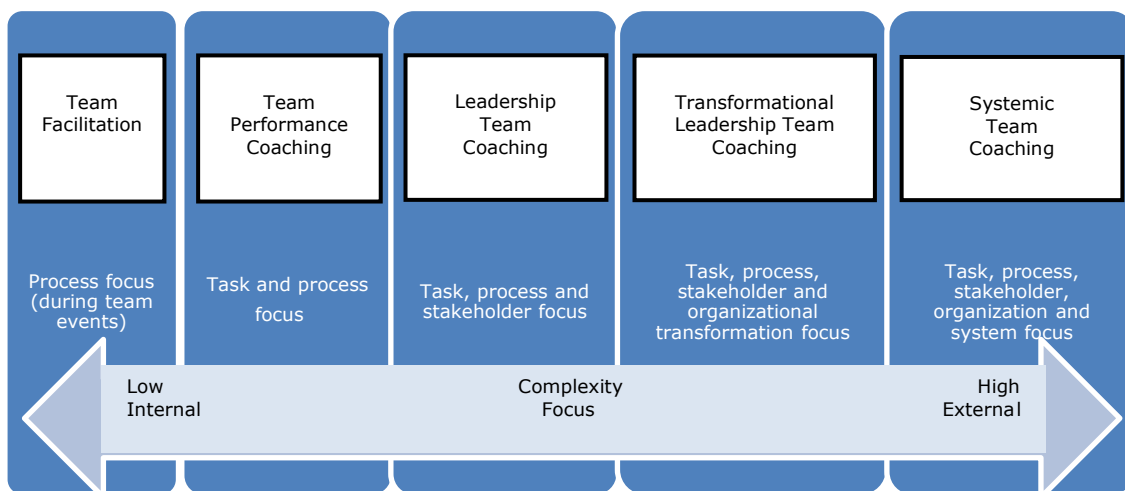 Team
Facilitation
Team
Performance
Coaching
Leadership
Team
Coaching
Transformational
Leadership Team
Coaching
Systemic
Team
Coaching
Process focus
(during team
events)
Task and process
focus
Task, process and
stakeholder focus
Task, process,
stakeholder and
organizational
transformation focus
Task, process,
stakeholder,
organization and
system focus
Low
Internal
Complexity
Focus
High
External